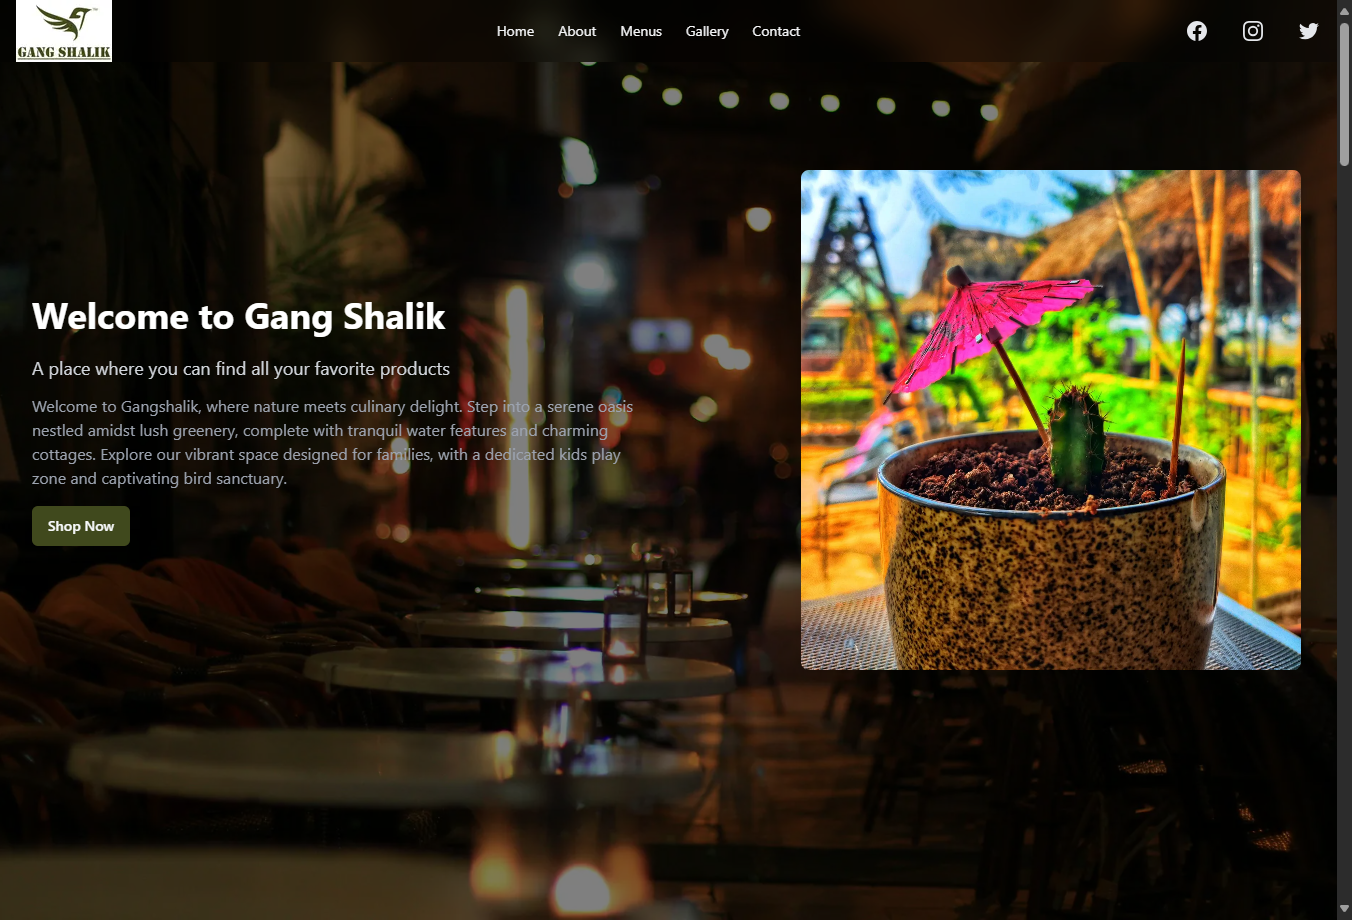 GANG SHALIK
Home
About
Menus
Gallery
Contact
Welcome to Gang Shalik
A place where you can find all your favorite products
Welcome to Gangshalik, where nature meets culinary delight. Step into a serene oasis
nestled amidst lush greenery, complete with tranquil water features and charming
cottages. Explore our vibrant space designed for families, with a dedicated kids play
zone and captivating bird sanctuary.
Shop Now